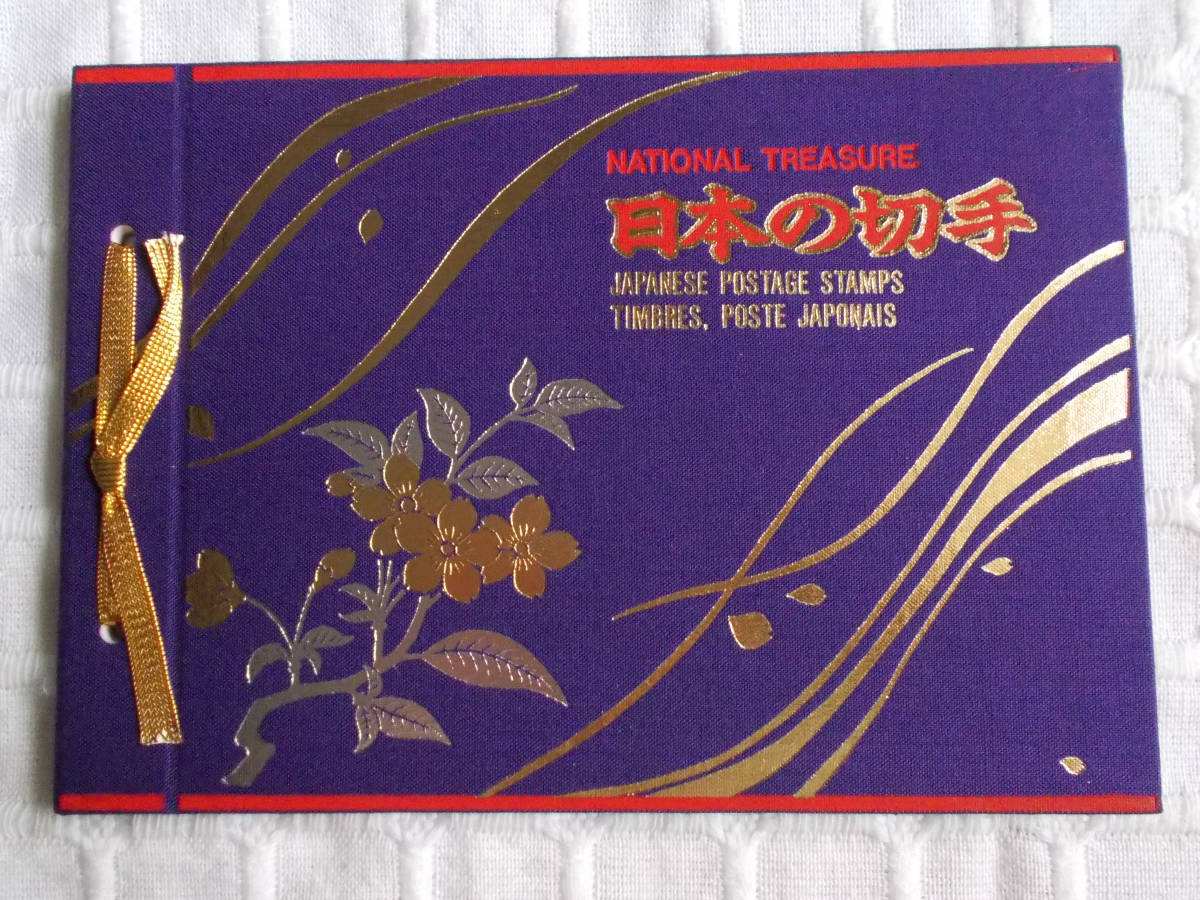 NATIONAL TREASURE
日本の切手
JAPANESE POSTAGE STAMPS
TIMBRES, POSTE JAPONAIS